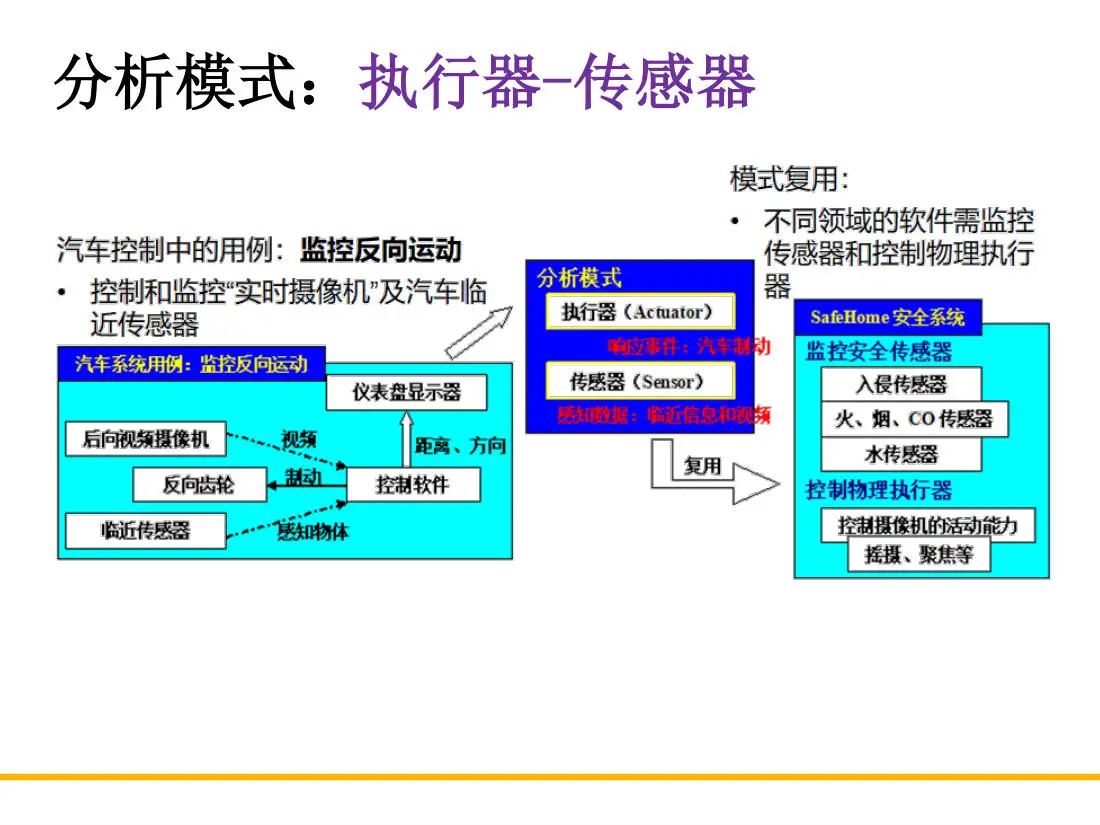 分析模式：执行器-传感器
汽车控制中的用例：监控反向运动
• 控制和监控“实时摄像机”及汽车临
近传感器
汽车系统用例：监控反向运动
仪表盘显示器
后向视频摄像机
视频
距离、方向
反向齿轮
制动
控制软件
临近传感器
感知物体
分析模式
执行器（Actuator）
响应事件：汽车制动
传感器（Sensor）
感知数据：临近信息和视频
复用
模式复用：
• 不同领域的软件需监控
传感器和控制物理执行
器
SafeHome 安全系统
监控安全传感器
入侵传感器
火、烟、CO 传感器
水传感器
控制物理执行器
控制摄像机的活动能力
摇摄、聚焦等